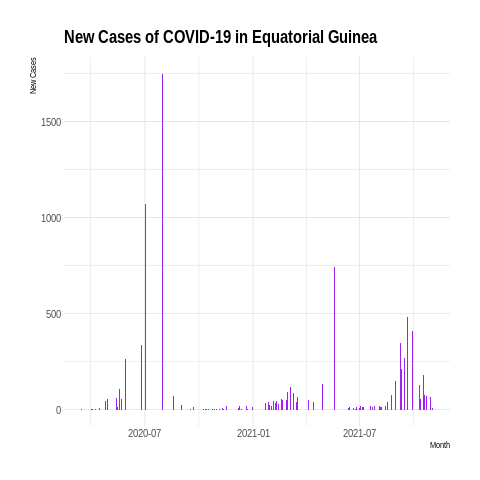 New Cases of COVID-19 in Equatorial Guinea
New Cases
1500
1000
500
0
2020-07
2021-01
2021-07
Month